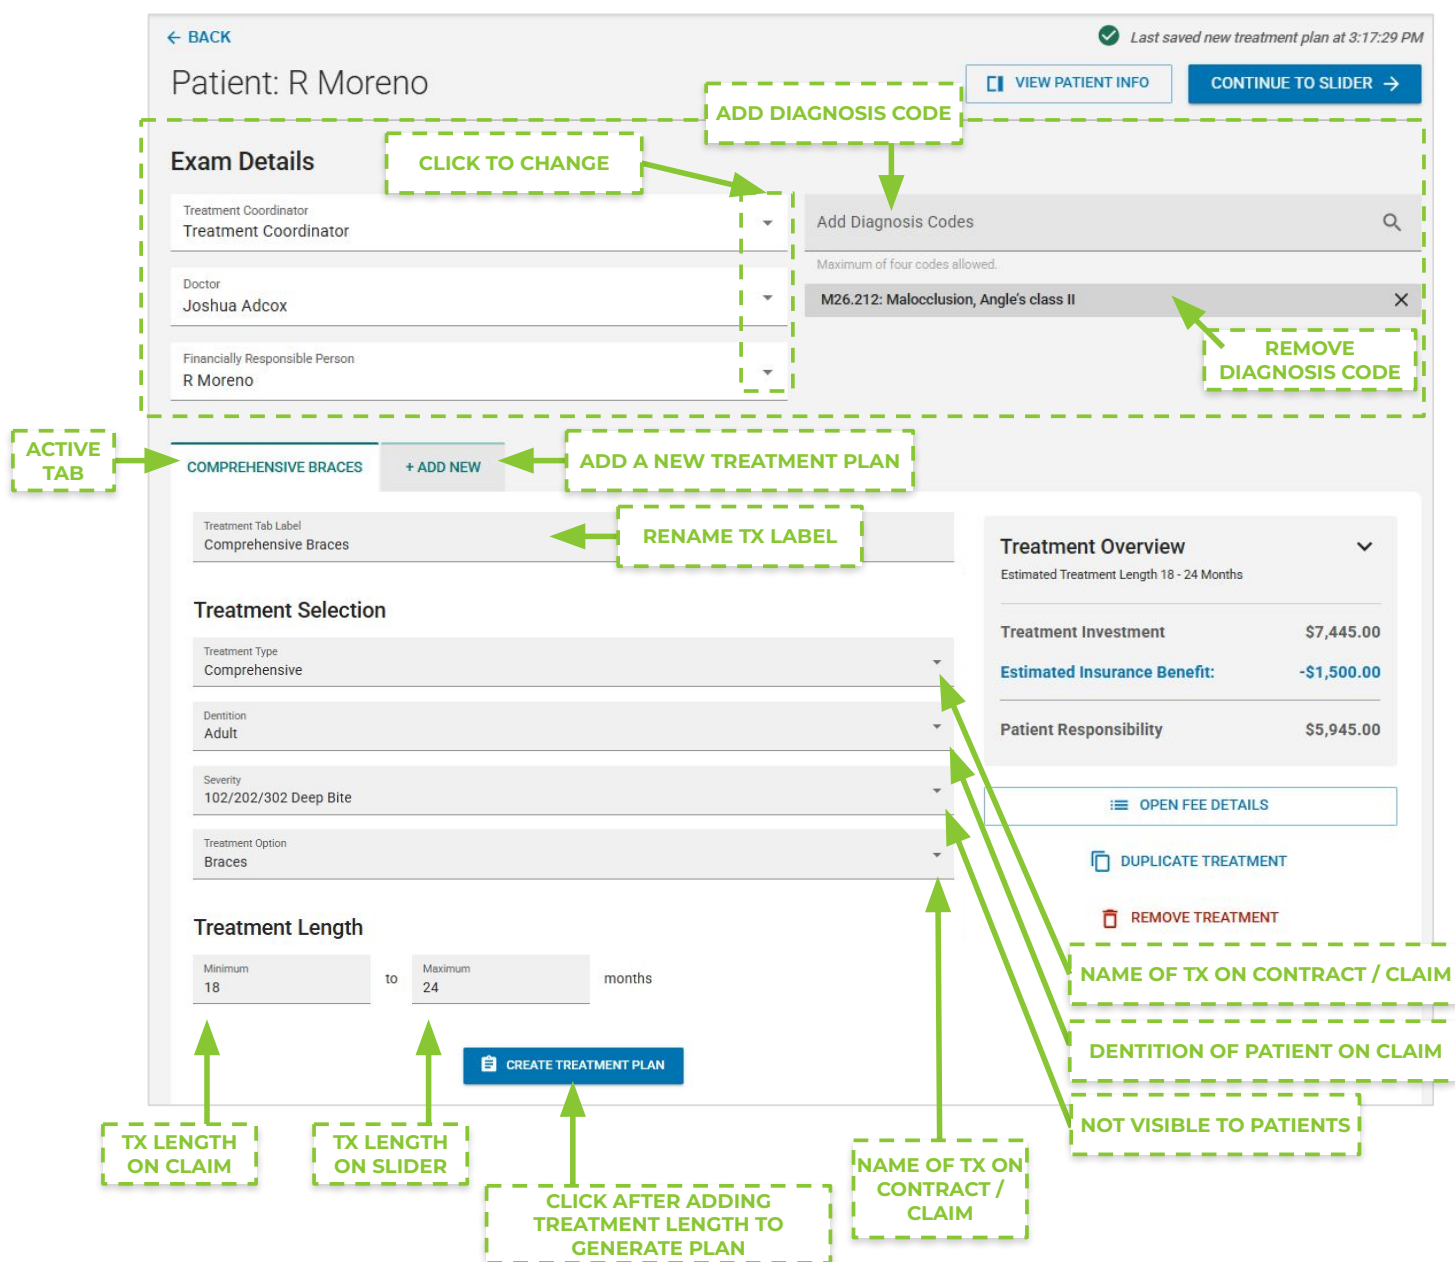 ← BACK
Last saved new treatment plan at 3:17:29 PM
Patient: R Moreno
VIEW PATIENT INFO
CONTINUE TO SLIDER →
ADD DIAGNOSIS CODE
Exam Details
CLICK TO CHANGE
Treatment Coordinator
Treatment Coordinator
Add Diagnosis Codes
Maximum of four codes allowed.
Doctor
Joshua Adcox
M26.212: Malocclusion, Angle's class II
REMOVE
DIAGNOSIS CODE
Financially Responsible Person
R Moreno
ACTIVE
TAB
COMPREHENSIVE BRACES
+ ADD NEW
ADD A NEW TREATMENT PLAN
Treatment Tab Label
Comprehensive Braces
RENAME TX LABEL
Treatment Overview
Estimated Treatment Length 18 - 24 Months
Treatment Investment $7,445.00
Estimated Insurance Benefit: -$1,500.00
Patient Responsibility $5,945.00
Treatment Selection
Treatment Type
Comprehensive
Dentition
Adult
Severity
102/202/302 Deep Bite
Treatment Option
Braces
OPEN FEE DETAILS
DUPLICATE TREATMENT
REMOVE TREATMENT
Treatment Length
Minimum
18
to
Maximum
24
months
NAME OF TX ON CONTRACT / CLAIM
DENTITION OF PATIENT ON CLAIM
NOT VISIBLE TO PATIENTS
CREATE TREATMENT PLAN
TX LENGTH
ON CLAIM
TX LENGTH
ON SLIDER
NAME OF TX ON
CONTRACT /
CLAIM
CLICK AFTER ADDING
TREATMENT LENGTH TO
GENERATE PLAN